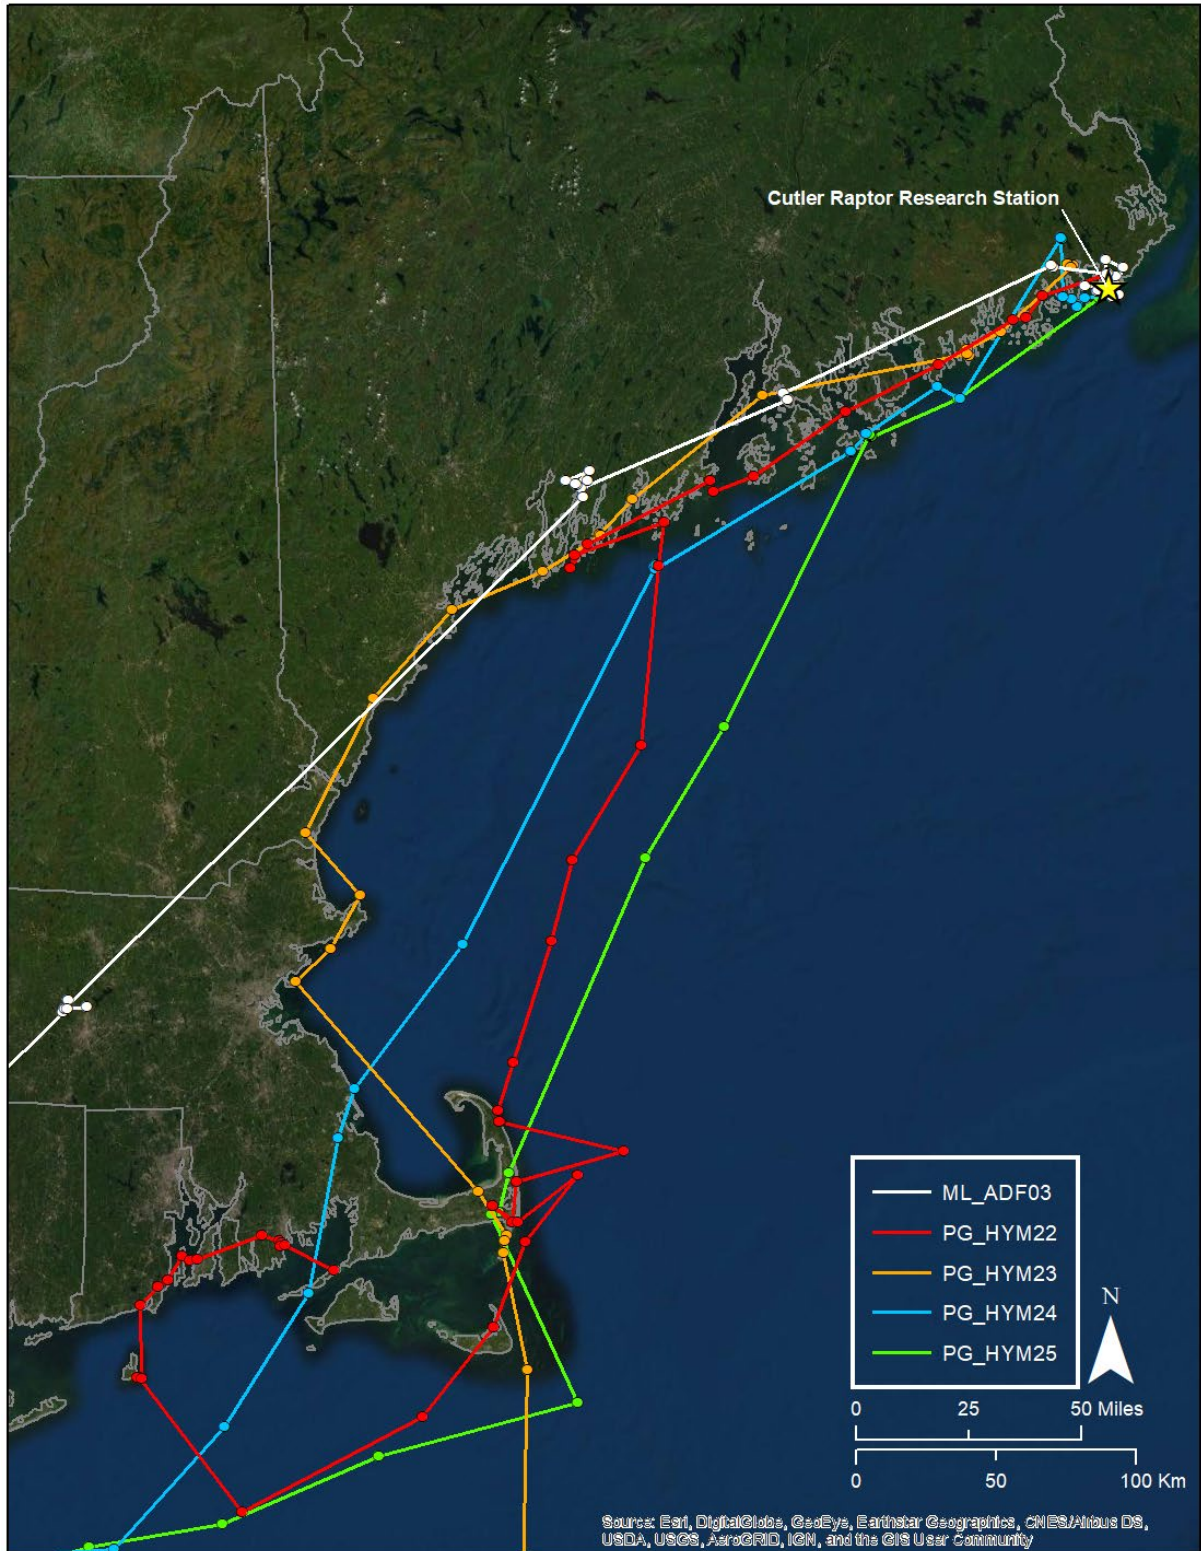 Cutler Raptor Research Station
ML_ADF03
PG_HYM22
PG_HYM23
PG_HYM24
PG_HYM25
N
0 25 50 Miles
0 50 100 Km
Source: Esri, DigitalGlobe, GeoEye, Earthstar Geographics, CNES/Airbus DS,
USDA, USGS, AeroGRID, IGN, and the GIS User Community